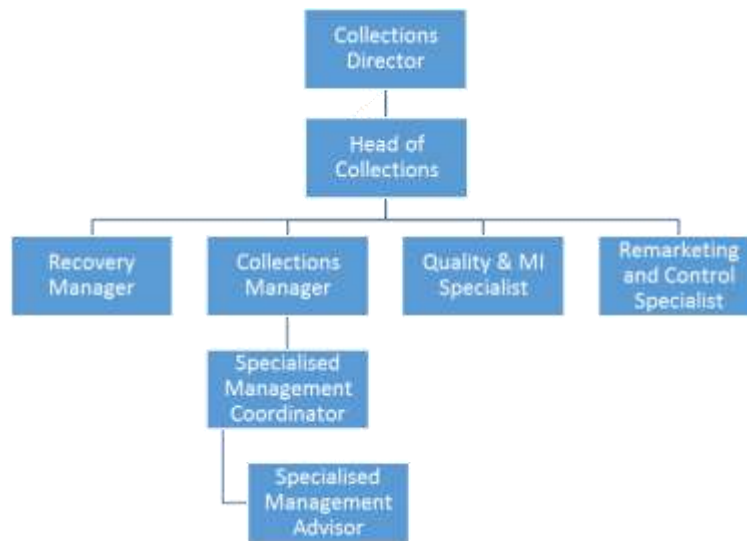 Collections
Director
Head of
Collections
Recovery
Manager
Collections
Manager
Quality & MI
Specialist
Remarketing
and Control
Specialist
Specialised
Management
Coordinator
Specialised
Management
Advisor